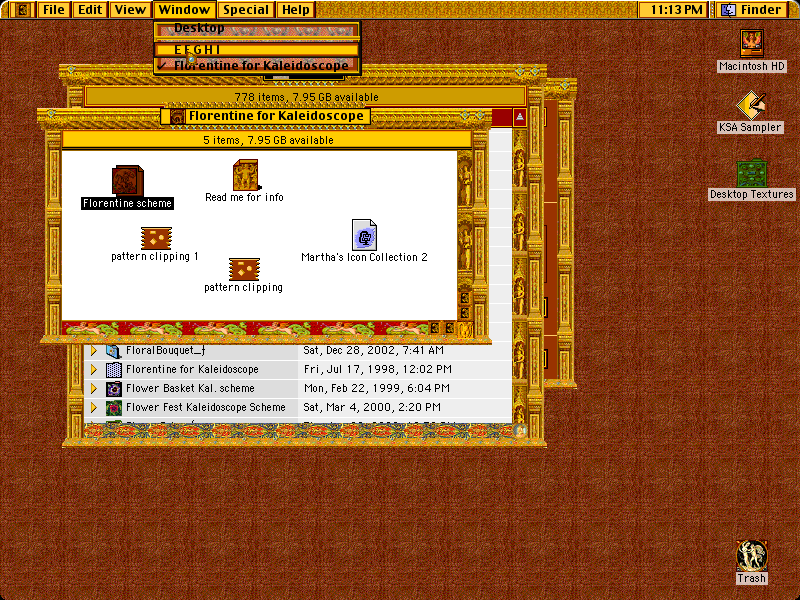 File Edit View Window Special Help 11:13 PM Finder
Desktop
E F G H I
✓ Florentine for Kaleidoscope
778 items, 7.95 GB available
Florentine for Kaleidoscope
5 items, 7.95 GB available
Florentine scheme
Read me for info
pattern clipping 1
Martha's Icon Collection 2
pattern clipping
FloralBouquet_ƒ Sat, Dec 28, 2002, 7:41 AM
Florentine for Kaleidoscope Fri, Jul 17, 1998, 12:02 PM
Flower Basket Kal. scheme Mon, Feb 22, 1999, 6:04 PM
Flower Fest Kaleidoscope Scheme Sat, Mar 4, 2000, 2:20 PM
Macintosh HD
KSA Sampler
Desktop Textures
Trash